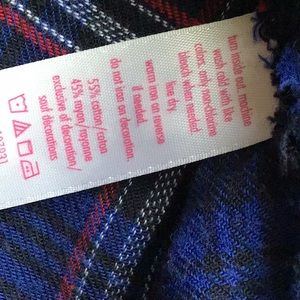 turn inside out. machine
wash cold with like
colors. only non-chlorine
bleach when needed
line dry.
warm iron on reverse
if needed.
do not iron on decoration.
55% cotton/coton
45% rayon/rayonne
exclusive of decoration/
sauf décorations